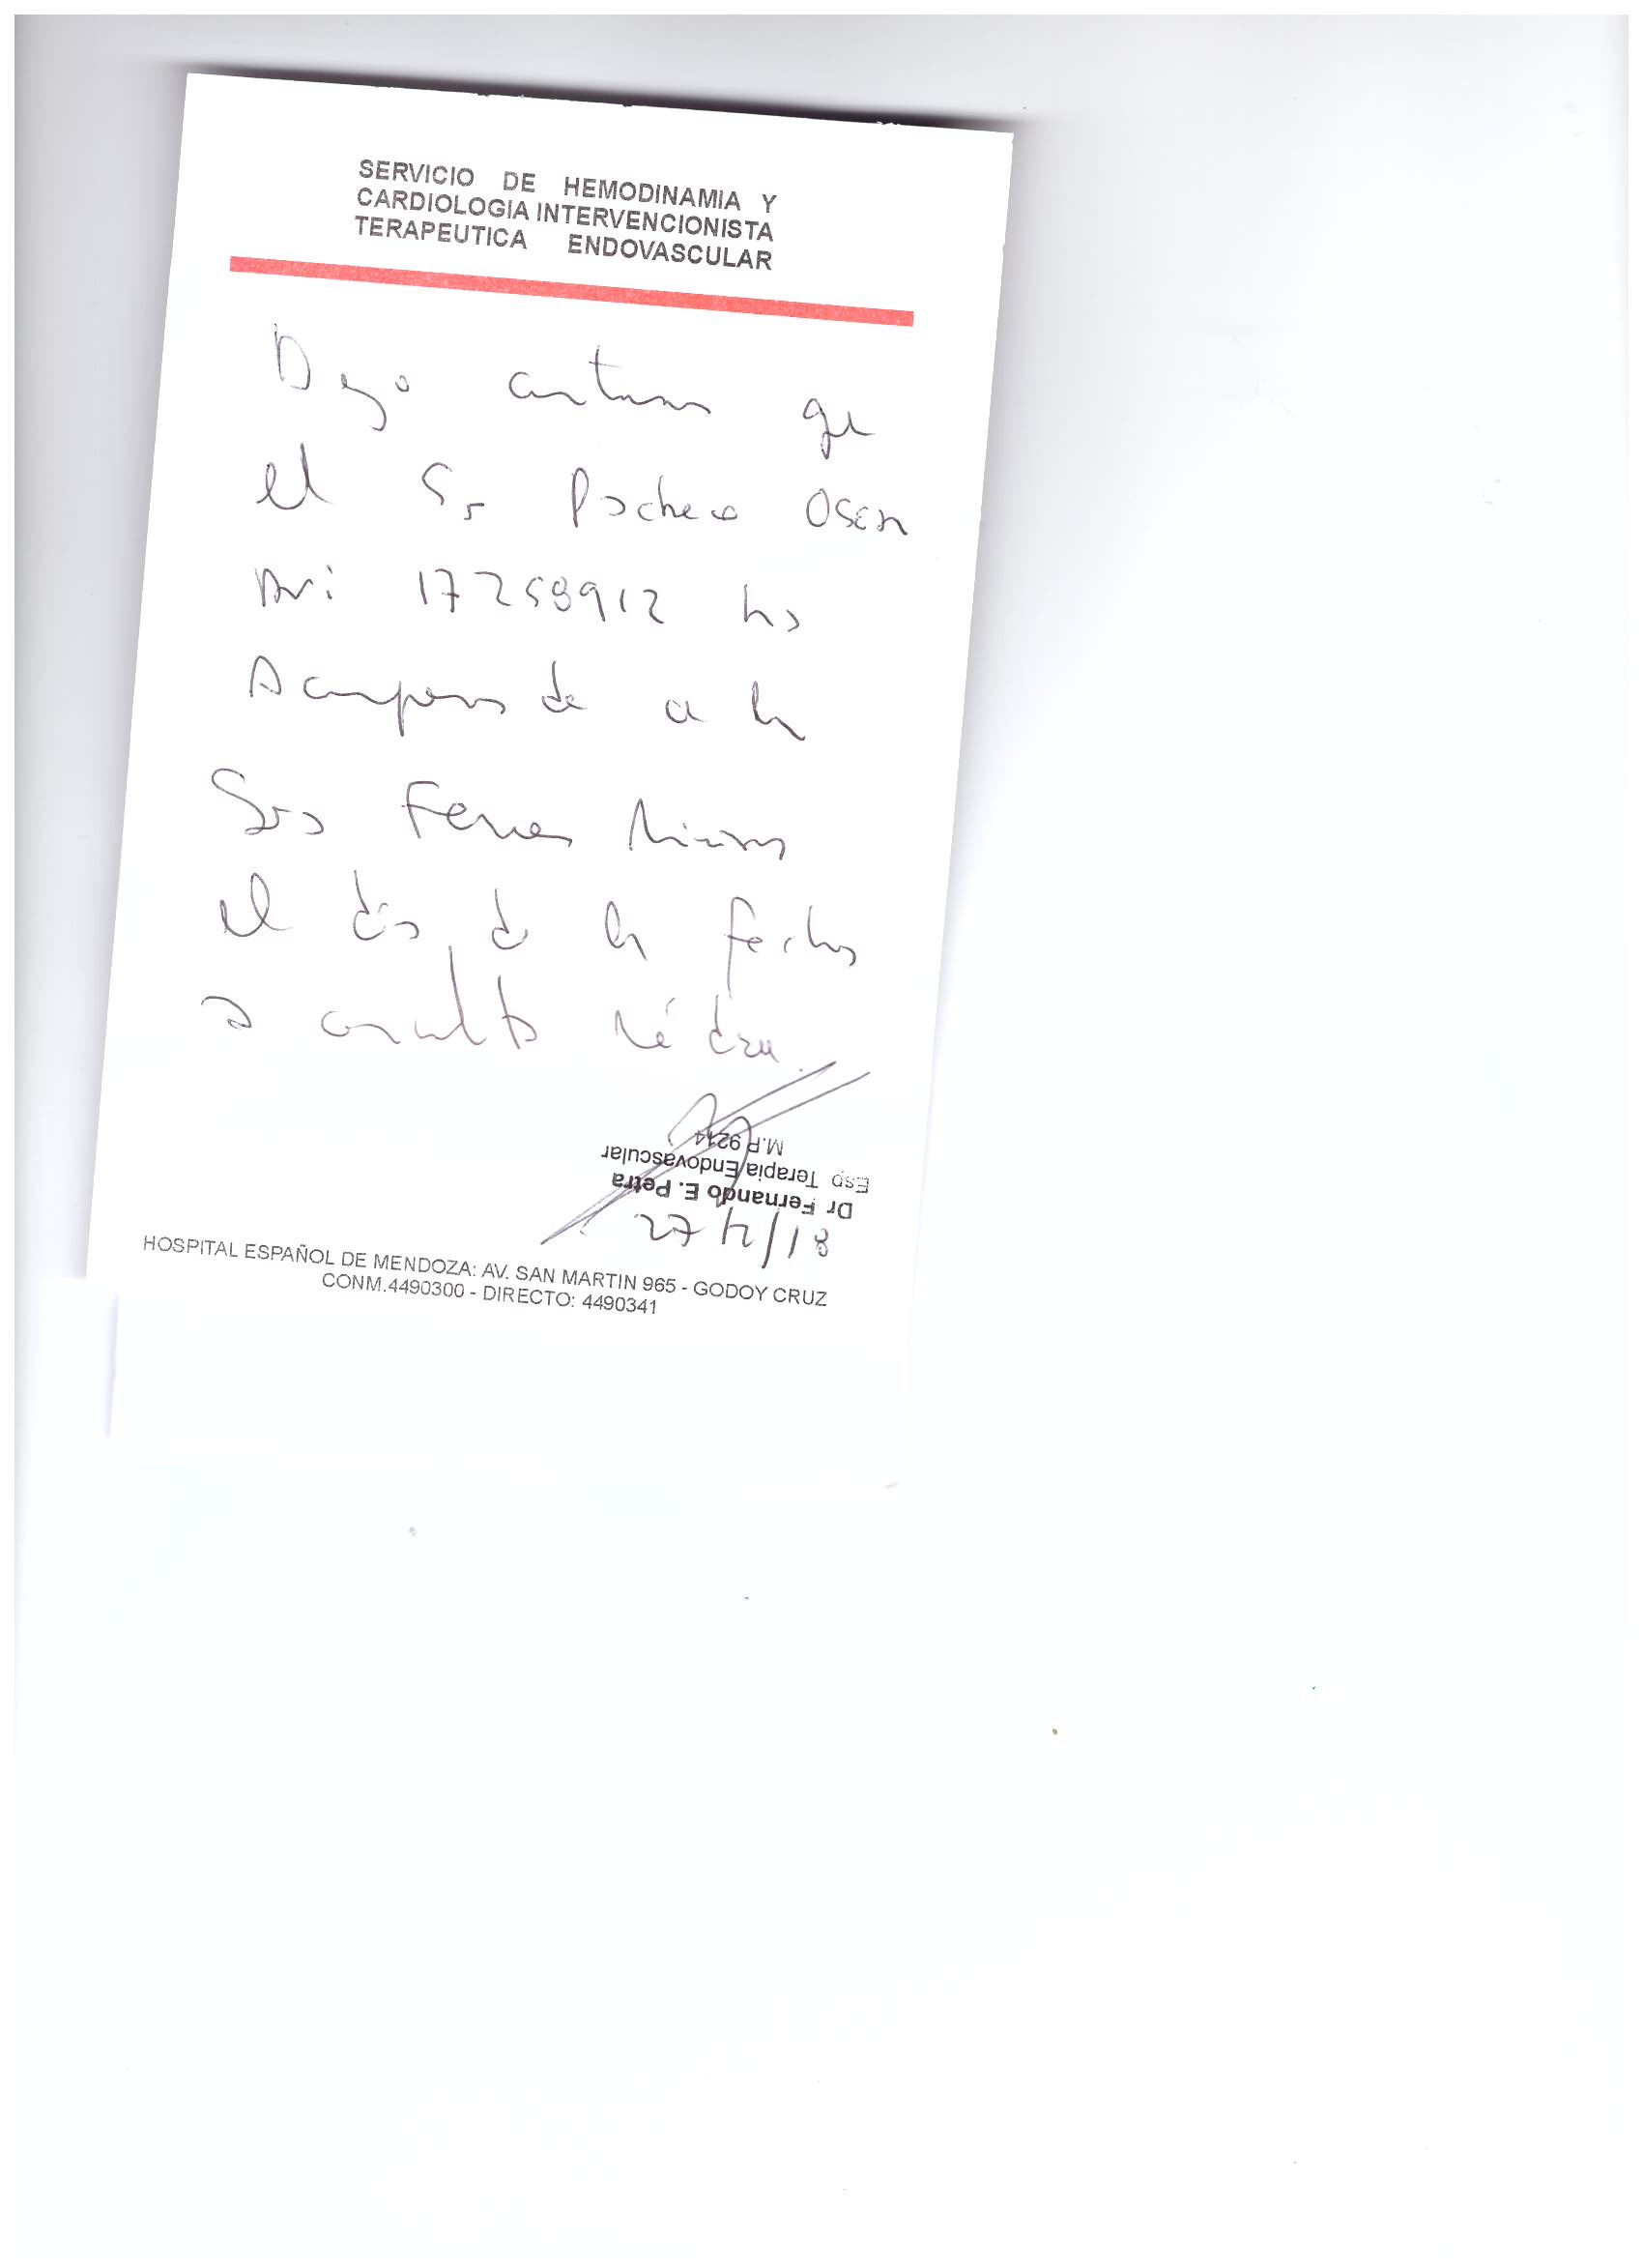 SERVICIO DE HEMODINAMIA Y
CARDIOLOGIA INTERVENCIONISTA
TERAPEUTICA ENDOVASCULAR
Dejo constancia que
el Sr Pacheco Oscar
DNI 17258912 ha
Acompañado a la
Sra Ferrer
el día de la fecha
a consulta médica.
M.P 9214
Esp Terapia Endovascular
Dr Fernando E. Petra
27/12/18
HOSPITAL ESPAÑOL DE MENDOZA: AV. SAN MARTIN 965 - GODOY CRUZ
CONM.4490300 - DIRECTO: 4490341